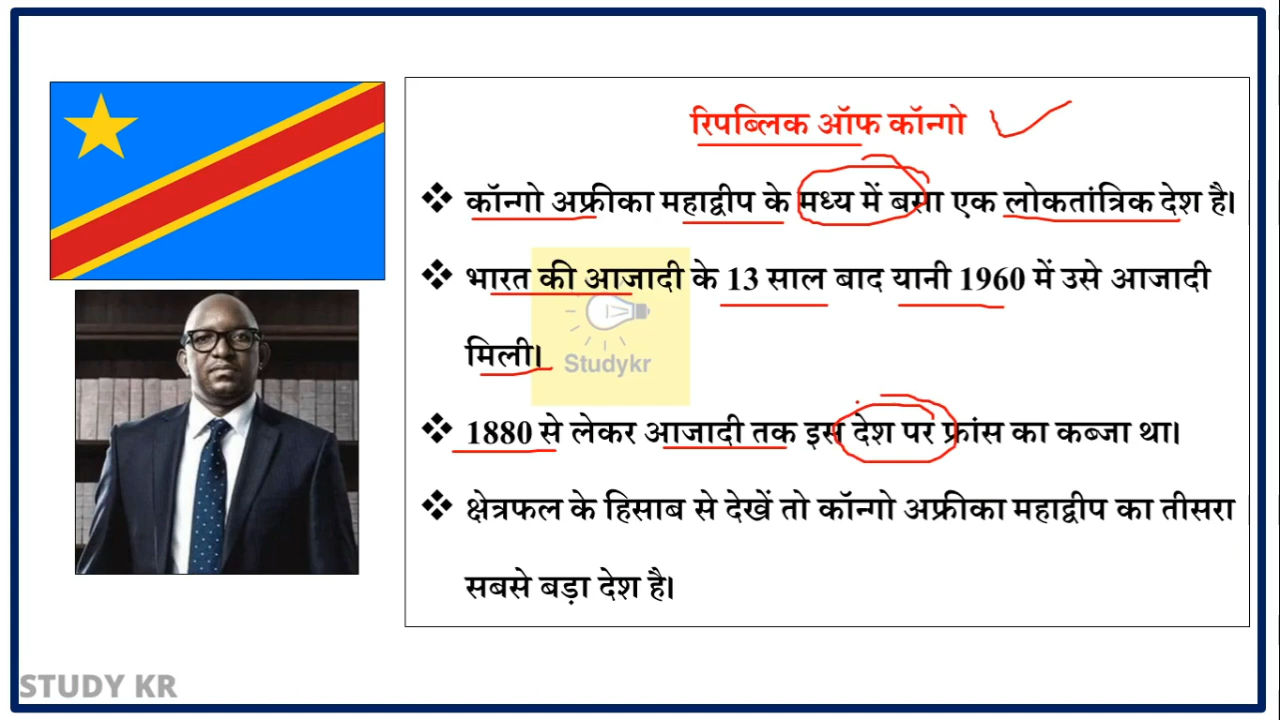 रिपब्लिक ऑफ कॉन्गो
❖ कॉन्गो अफ्रीका महाद्वीप के मध्य में बसा एक लोकतांत्रिक देश है।
❖ भारत की आजादी के 13 साल बाद यानी 1960 में उसे आजादी
मिली।
Studykr
❖ 1880 से लेकर आजादी तक इस देश पर फ्रांस का कब्जा था।
❖ क्षेत्रफल के हिसाब से देखें तो कॉन्गो अफ्रीका महाद्वीप का तीसरा
सबसे बड़ा देश है।
STUDY KR